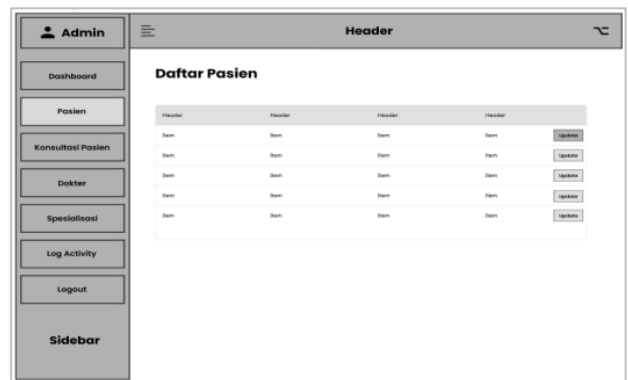 Admin
Header
Dashboard
Pasien
Konsultasi Pasien
Dokter
Spesialisasi
Log Activity
Logout
Sidebar
Daftar Pasien
Header Header Header Header
Item Item Item Item Update
Item Item Item Item Update
Item Item Item Item Update
Item Item Item Item Update
Item Item Item Item Update